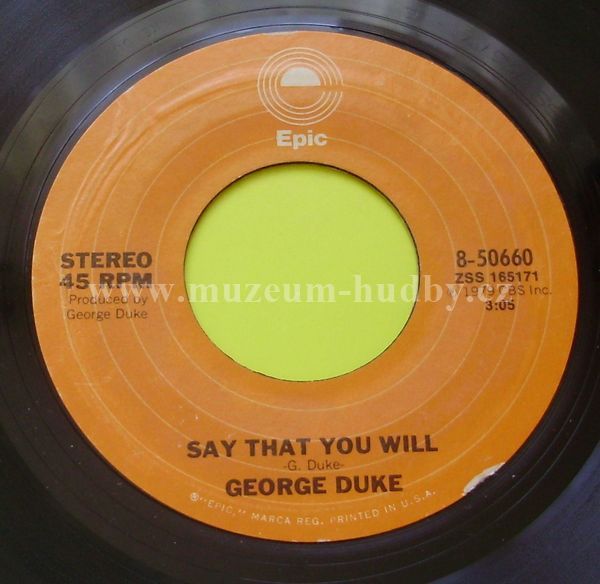 Epic
STEREO
45 RPM
Produced by
George Duke
8-50660
ZSS 165171
℗ 1979 CBS Inc.
3:05
www.muzeum-hudby.cz
SAY THAT YOU WILL
-G. Duke-
GEORGE DUKE
®"EPIC," MARCA REG. PRINTED IN U.S.A.